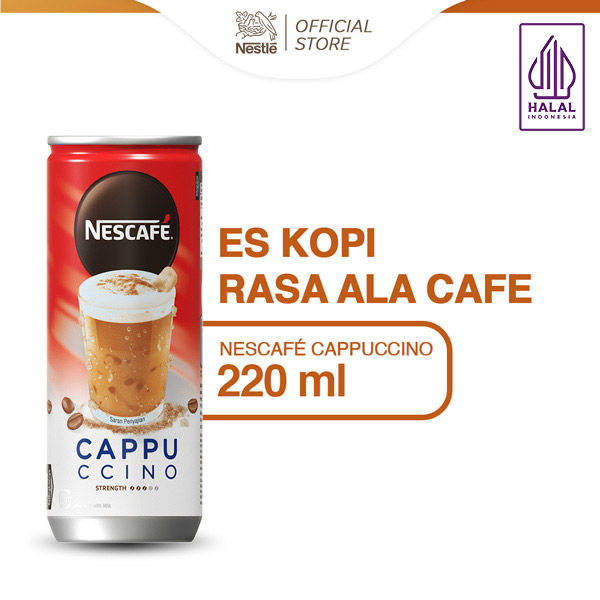 Nestlé
OFFICIAL
STORE
HALAL
INDONESIA
NESCAFÉ
ES KOPI
RASA ALA CAFE
NESCAFÉ CAPPUCCINO
220 ml
Saran Penyajian
CAPPU
CCINO
STRENGTH